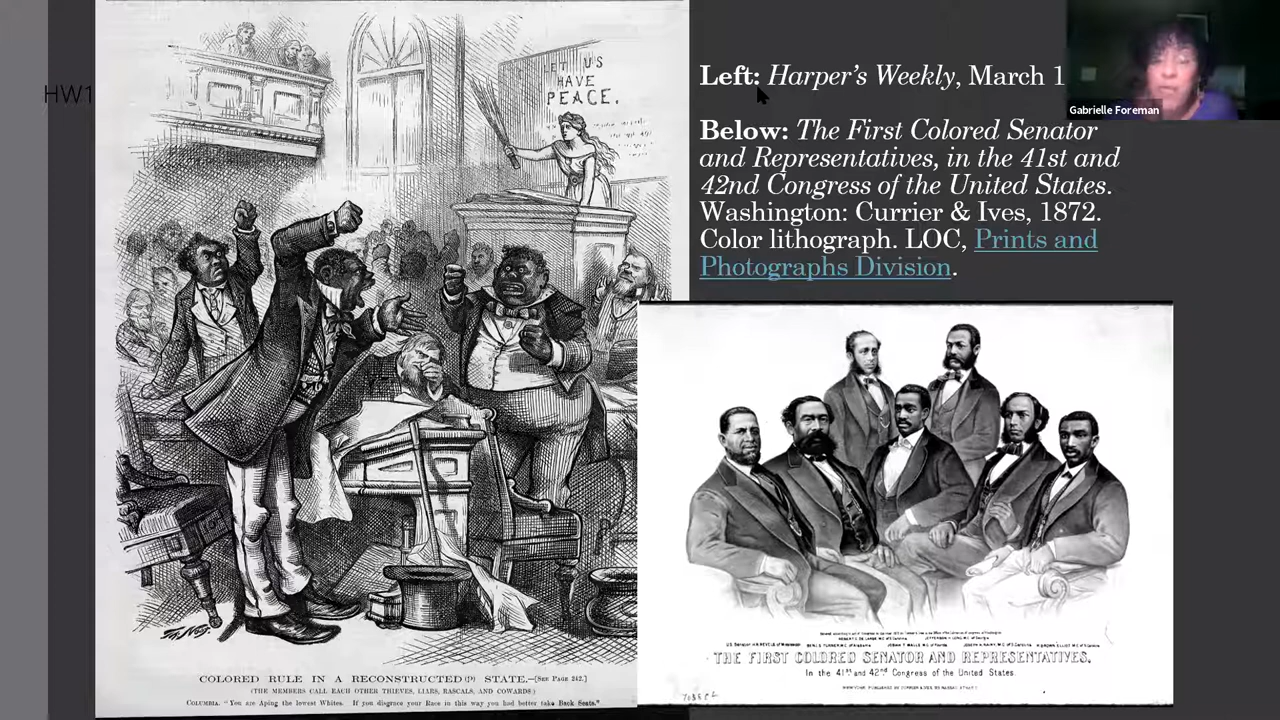 HW1
LET US
HAVE
PEACE.
COLORED RULE IN A RECONSTRUCTED (?) STATE.—[SEE PAGE 242.]
(THE MEMBERS CALL EACH OTHER THIEVES, LIARS, RASCALS, AND COWARDS.)
COLUMBIA. "You are Aping the lowest Whites. If you disgrace your Race in this way you had better take Back Seats."
Left: Harper's Weekly, March 1
Below: The First Colored Senator
and Representatives, in the 41st and
42nd Congress of the United States.
Washington: Currier & Ives, 1872.
Color lithograph. LOC, Prints and
Photographs Division.
Gabrielle Foreman
THE FIRST COLORED SENATOR AND REPRESENTATIVES.
In the 41st and 42nd Congress of the United States.